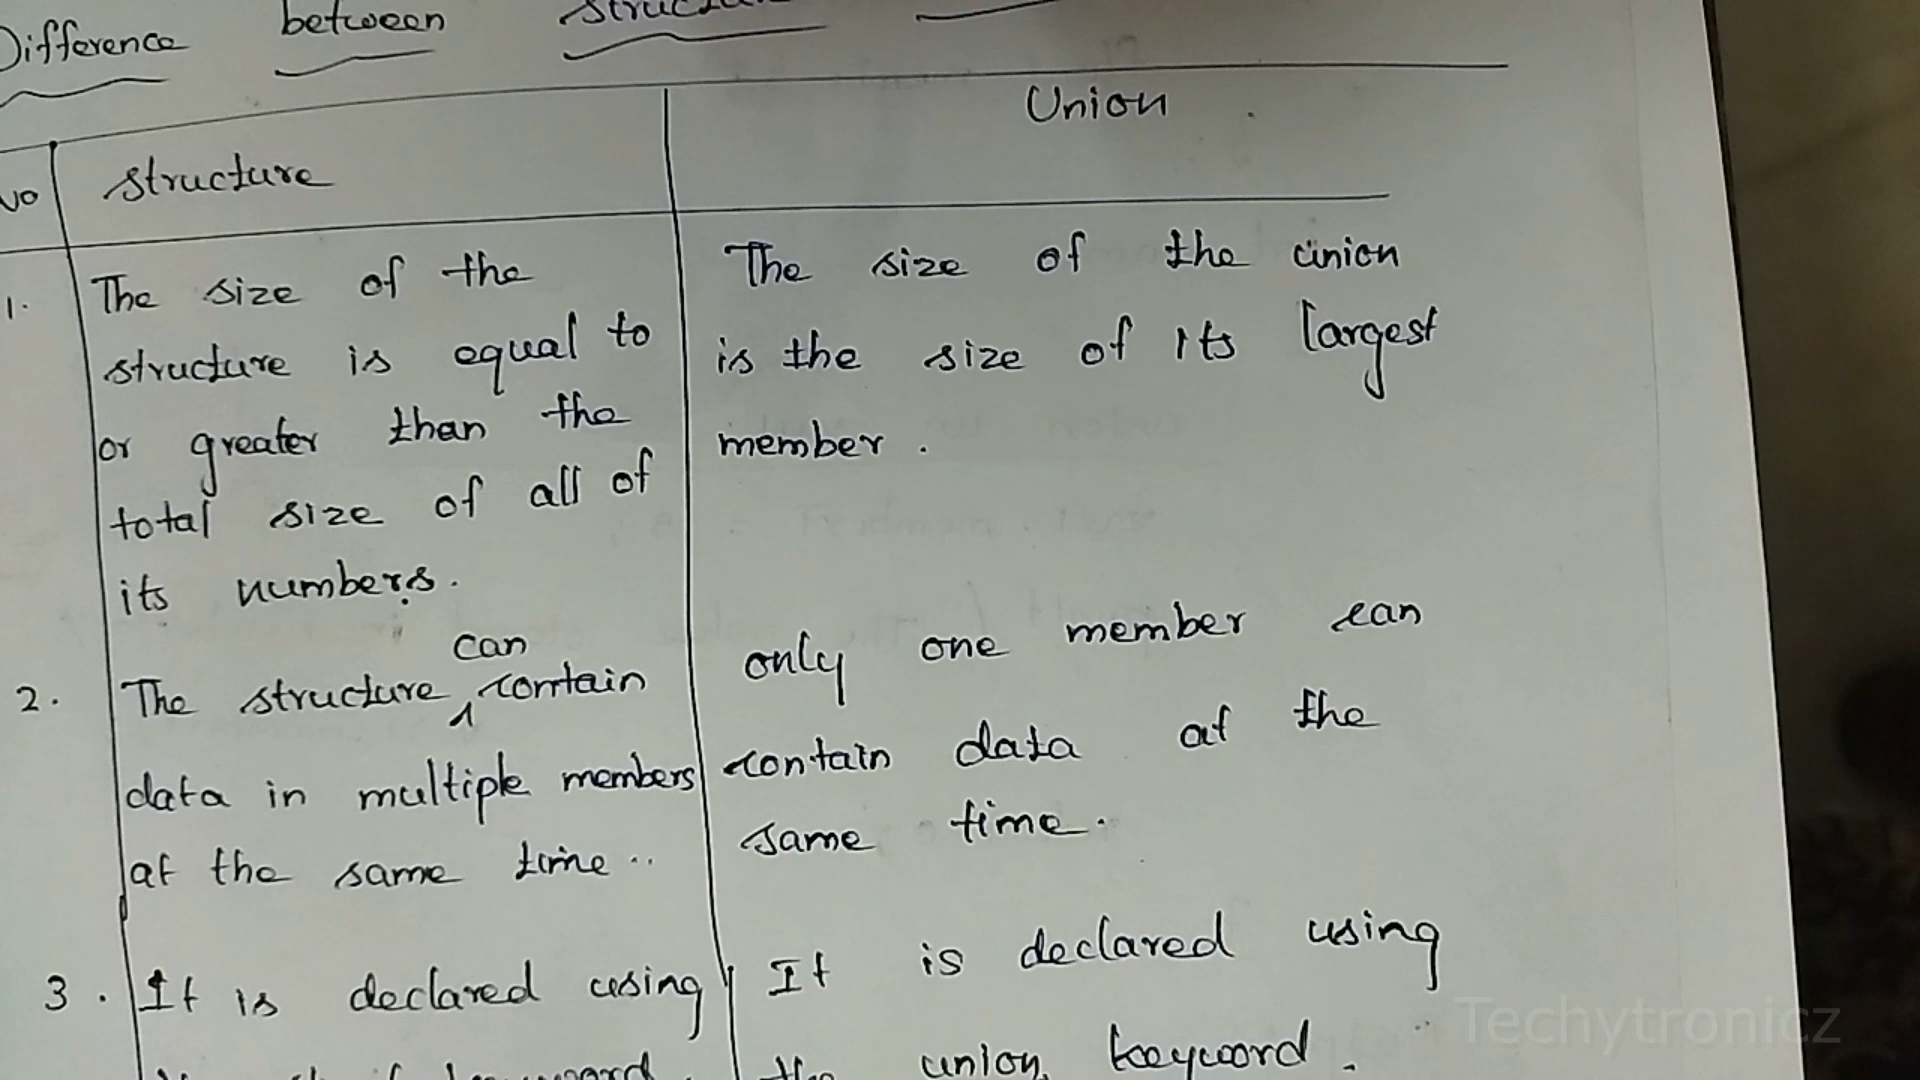 Difference between
No structure Union
1. The size of the
structure is equal to
or greater than the
total size of all of
its numbers.
The size of the union
is the size of its largest
member.
2. The structure can contain
data in multiple members
at the same time..
only one member can
contain data at the
same time.
3. It is declared using
It is declared using
the union keyword.
Techytronicz